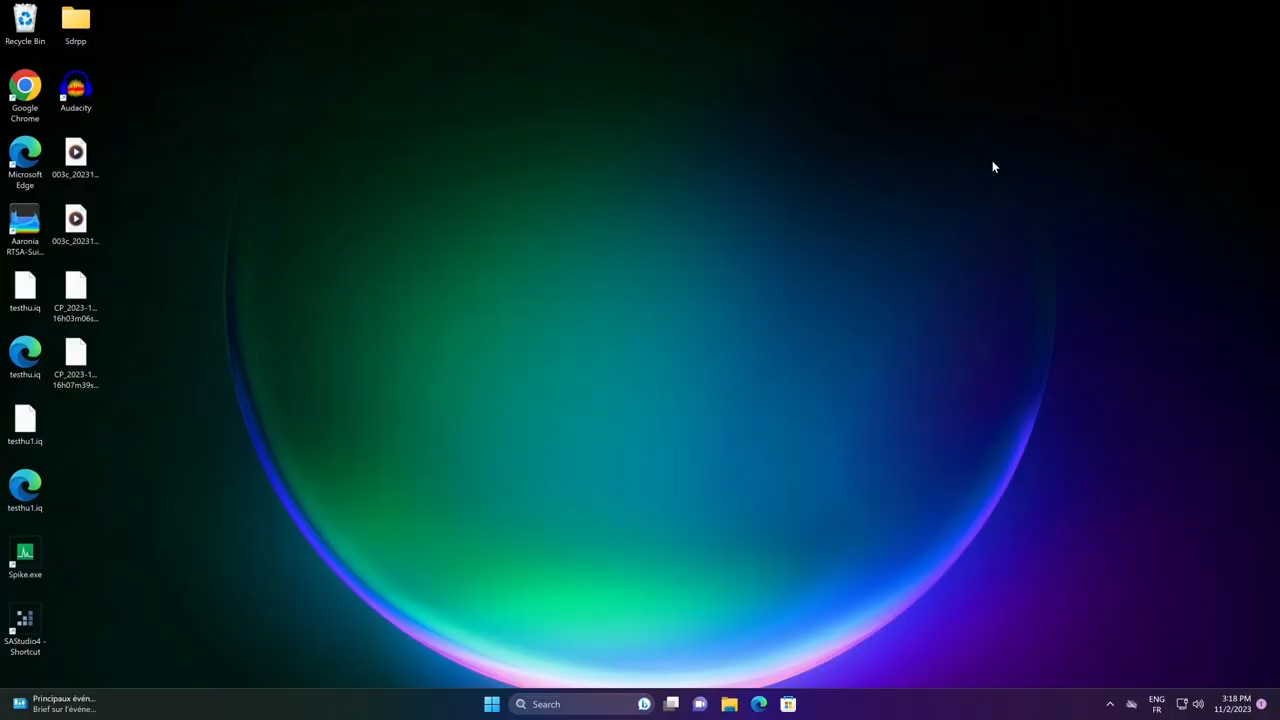 Recycle Bin
Sdrpp
Google
Chrome
Audacity
Microsoft
Edge
003c_20231...
Aaronia
RTSA-Sui...
003c_20231...
testhu.iq
CP_2023-1...
16h03m06s...
testhu.iq
CP_2023-1...
16h07m39s...
testhu1.iq
testhu1.iq
Spike.exe
SAStudio4 -
Shortcut
Principaux évén...
Brief sur l'événe...
Search
ENG
FR
3:18 PM
11/2/2023
1